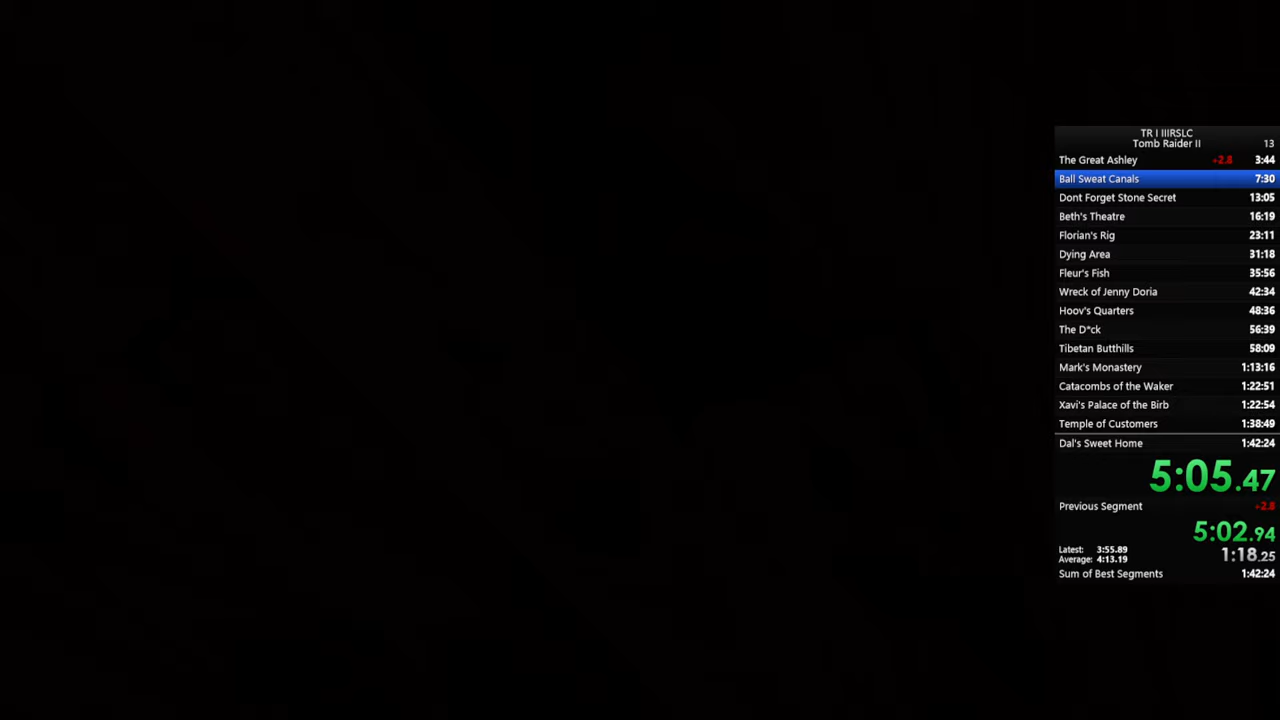 TR I IIIRSLC
Tomb Raider II 13
The Great Ashley +2.8 3:44
Ball Sweat Canals 7:30
Dont Forget Stone Secret 13:05
Beth's Theatre 16:19
Florian's Rig 23:11
Dying Area 31:18
Fleur's Fish 35:56
Wreck of Jenny Doria 42:34
Hoov's Quarters 48:36
The D*ck 56:39
Tibetan Butthills 58:09
Mark's Monastery 1:13:16
Catacombs of the Waker 1:22:51
Xavi's Palace of the Birb 1:22:54
Temple of Customers 1:38:49
Dal's Sweet Home 1:42:24
5:05.47
Previous Segment +2.8
5:02.94
Latest: 3:55.89
Average: 4:13.19
1:18.25
Sum of Best Segments 1:42:24